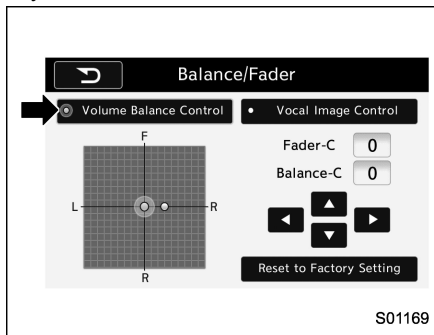 Balance/Fader
Volume Balance Control
Vocal Image Control
F
L
R
R
Fader-C 0
Balance-C 0
Reset to Factory Setting
S01169